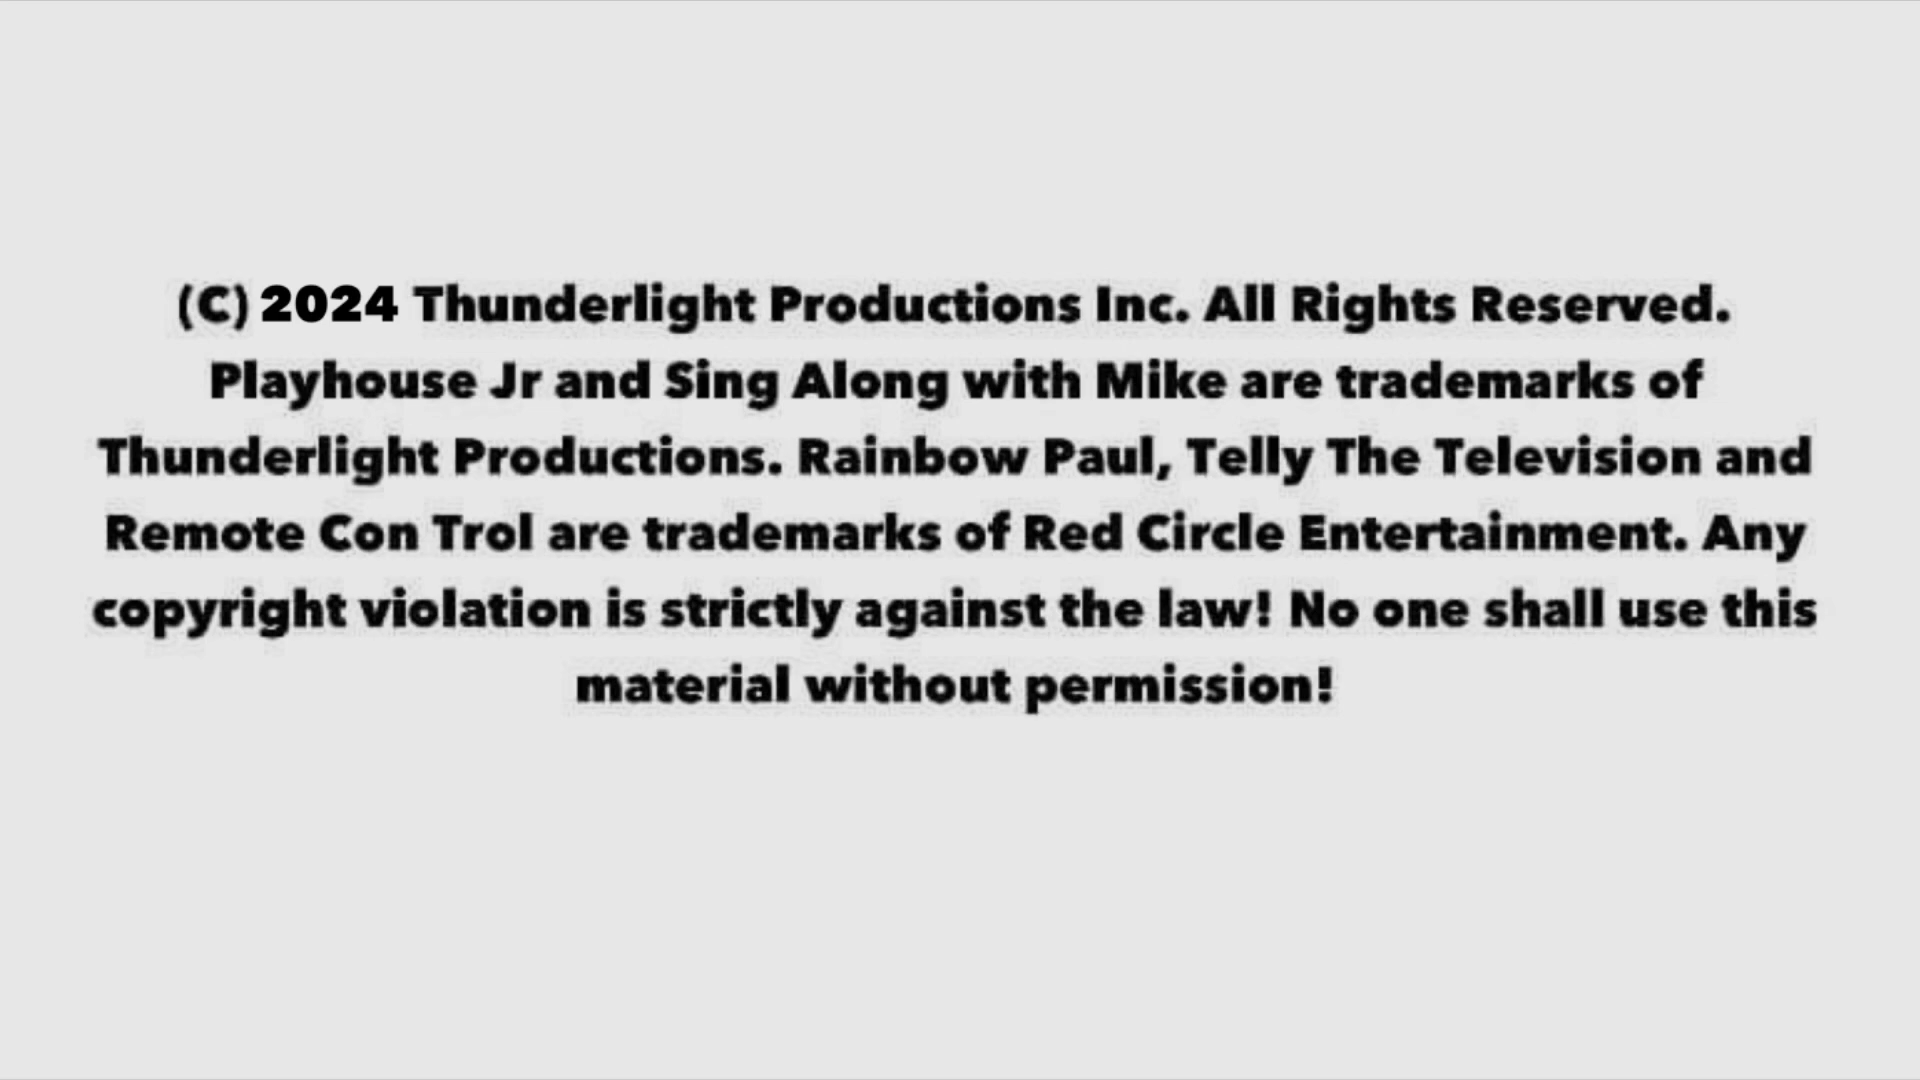 (C) 2024 Thunderlight Productions Inc. All Rights Reserved.
Playhouse Jr and Sing Along with Mike are trademarks of
Thunderlight Productions. Rainbow Paul, Telly The Television and
Remote Con Trol are trademarks of Red Circle Entertainment. Any
copyright violation is strictly against the law! No one shall use this
material without permission!